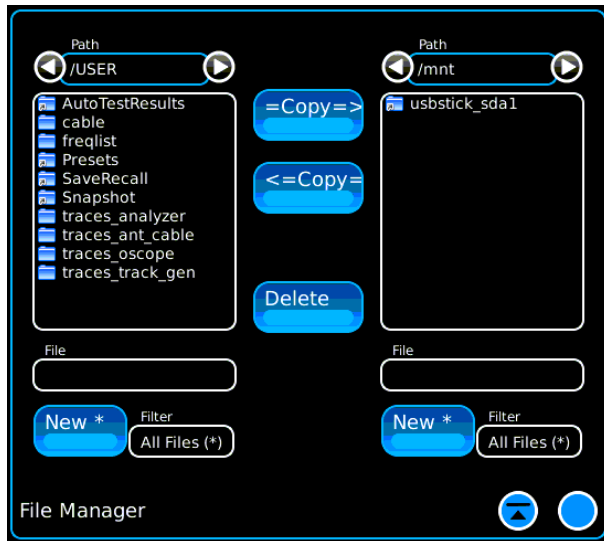 Path
/USER
AutoTestResults
cable
freqlist
Presets
SaveRecall
Snapshot
traces_analyzer
traces_ant_cable
traces_oscope
traces_track_gen
File
New *
Filter
All Files (*)
=Copy=>
<=Copy=
Delete
Path
/mnt
usbstick_sda1
File
New *
Filter
All Files (*)
File Manager